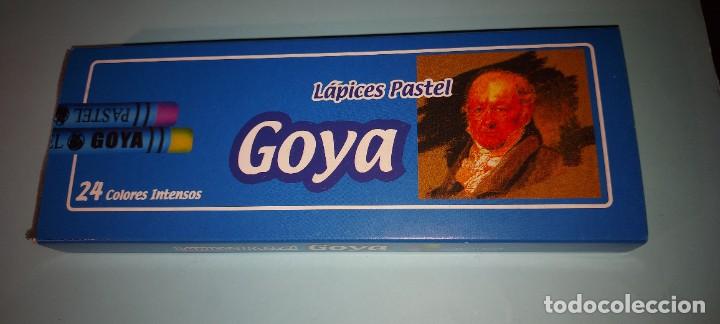 Lápices Pastel
Goya
PASTEL
GOYA
24 Colores Intensos
Goya
todocoleccion